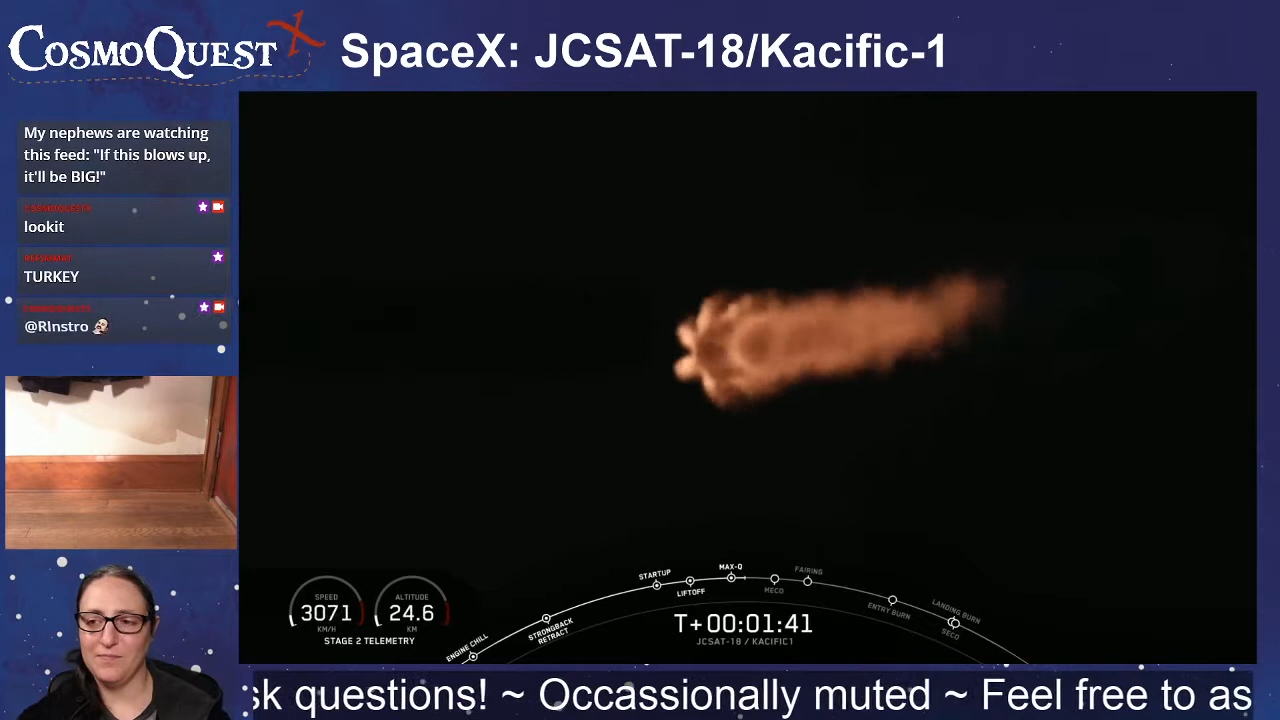 CosmoQuest X
SpaceX: JCSAT-18/Kacific-1
My nephews are watching
this feed: "If this blows up,
it'll be BIG!"
lookit
TURKEY
@RInstro
SPEED
3071
KM/H
ALTITUDE
24.6
KM
STAGE 2 TELEMETRY
ENGINE CHILL
STRONGBACK
RETRACT
STARTUP
LIFTOFF
MAX-Q
MECO
FAIRING
ENTRY BURN
LANDING BURN
SECO
T+00:01:41
JCSAT-18 / KACIFIC1
sk questions! ~ Occassionally muted ~ Feel free to as